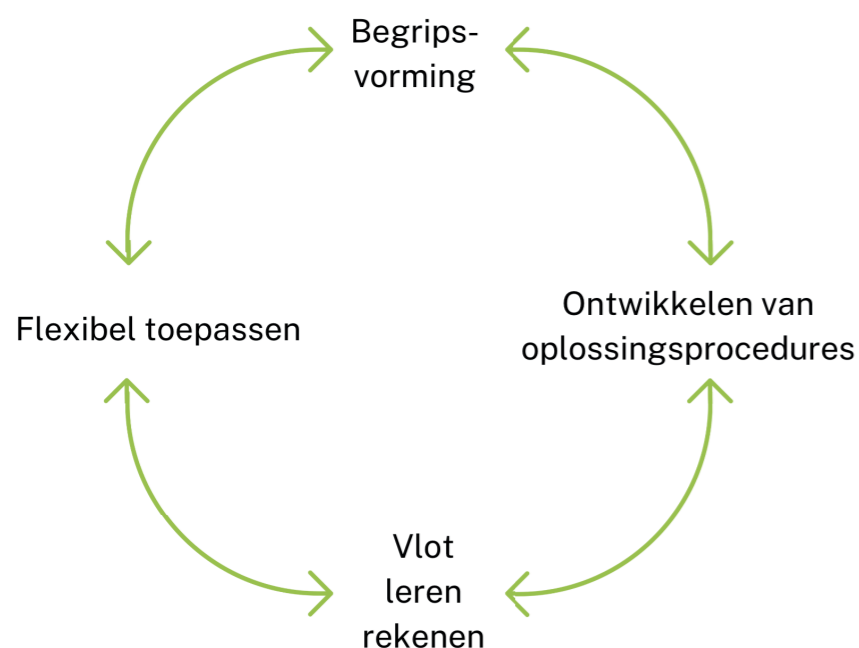 Begrips-
vorming
Ontwikkelen van
oplossingsprocedures
Flexibel toepassen
Vlot
leren
rekenen